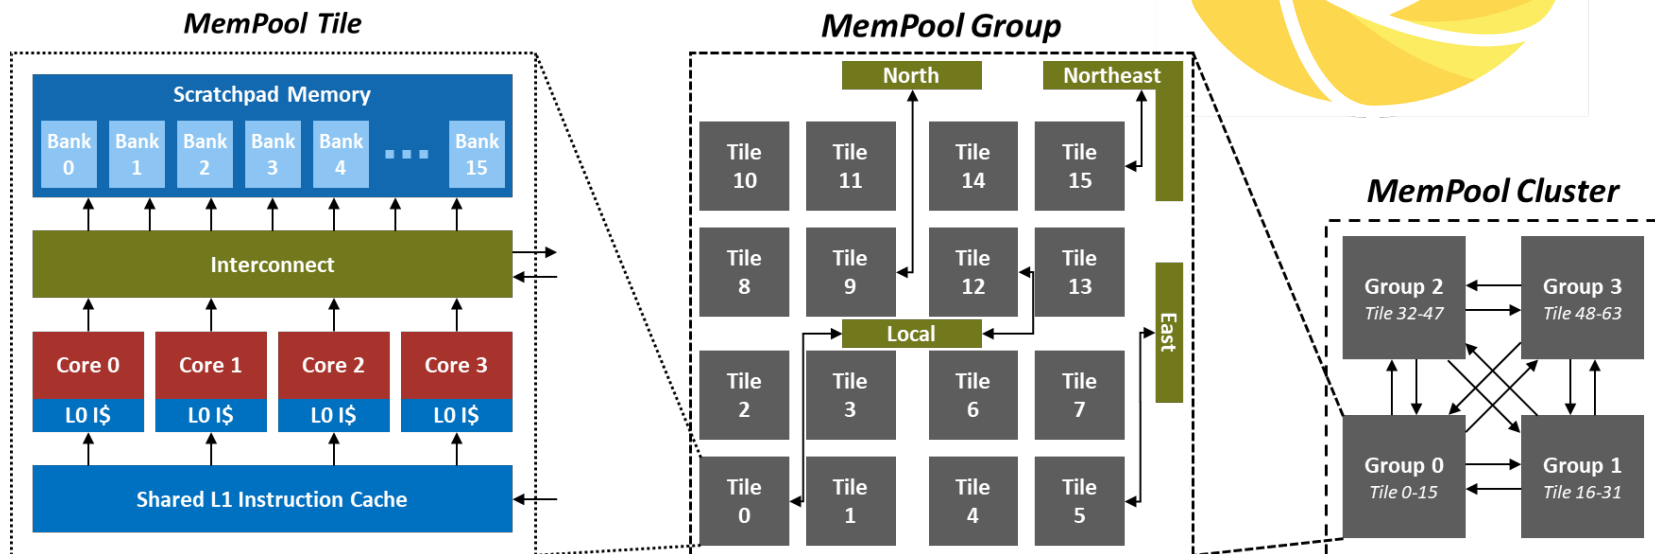 MemPool Tile
Scratchpad Memory
Bank 0
Bank 1
Bank 2
Bank 3
Bank 4
...
Bank 15
Interconnect
Core 0
Core 1
Core 2
Core 3
L0 I$
L0 I$
L0 I$
L0 I$
Shared L1 Instruction Cache
MemPool Group
North
Northeast
Tile 10
Tile 11
Tile 14
Tile 15
Tile 8
Tile 9
Tile 12
Tile 13
Local
East
Tile 2
Tile 3
Tile 6
Tile 7
Tile 0
Tile 1
Tile 4
Tile 5
MemPool Cluster
Group 2
Tile 32-47
Group 3
Tile 48-63
Group 0
Tile 0-15
Group 1
Tile 16-31